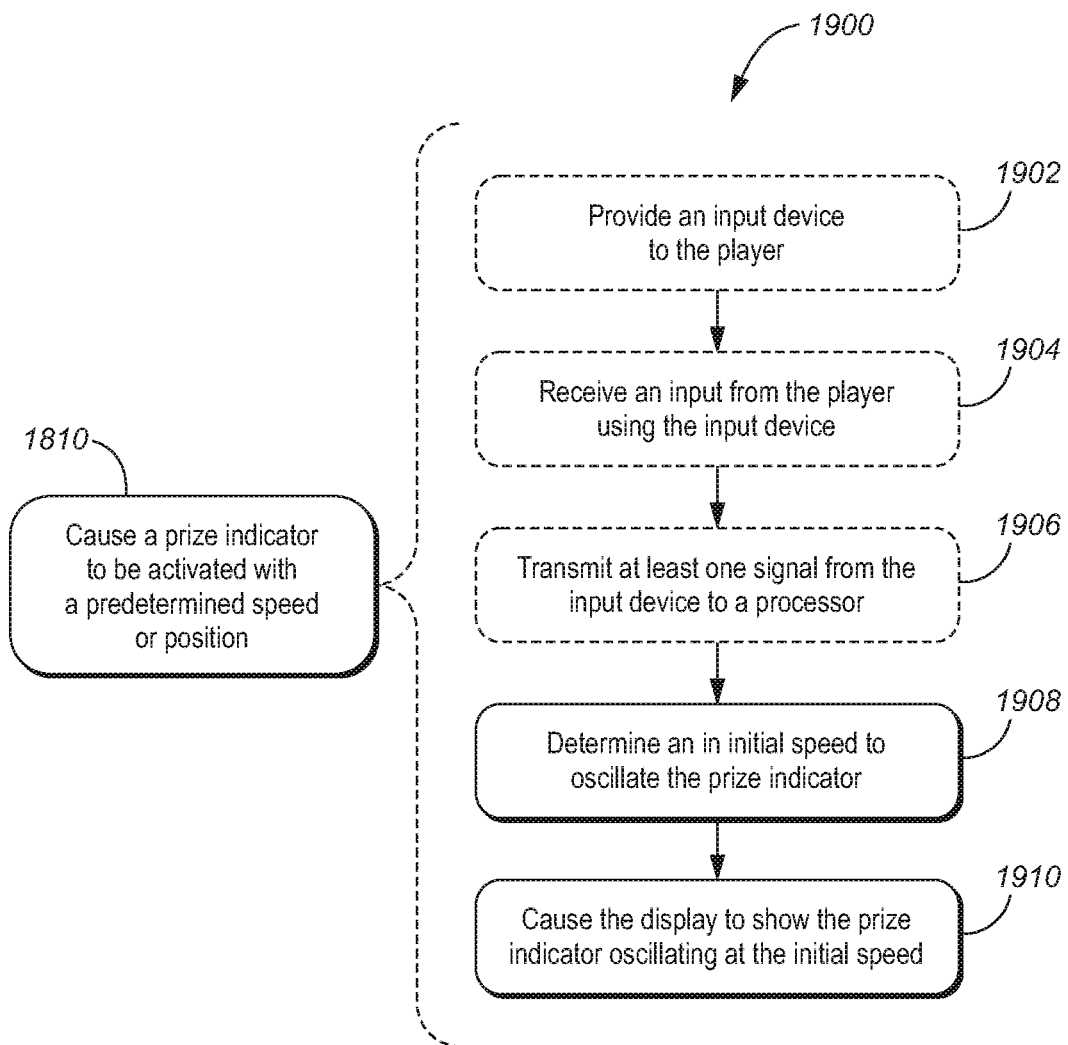 1900
1902
Provide an input device
to the player
1904
Receive an input from the player
using the input device
1810
Cause a prize indicator
to be activated with
a predetermined speed
or position
1906
Transmit at least one signal from the
input device to a processor
1908
Determine an in initial speed to
oscillate the prize indicator
1910
Cause the display to show the prize
indicator oscillating at the initial speed